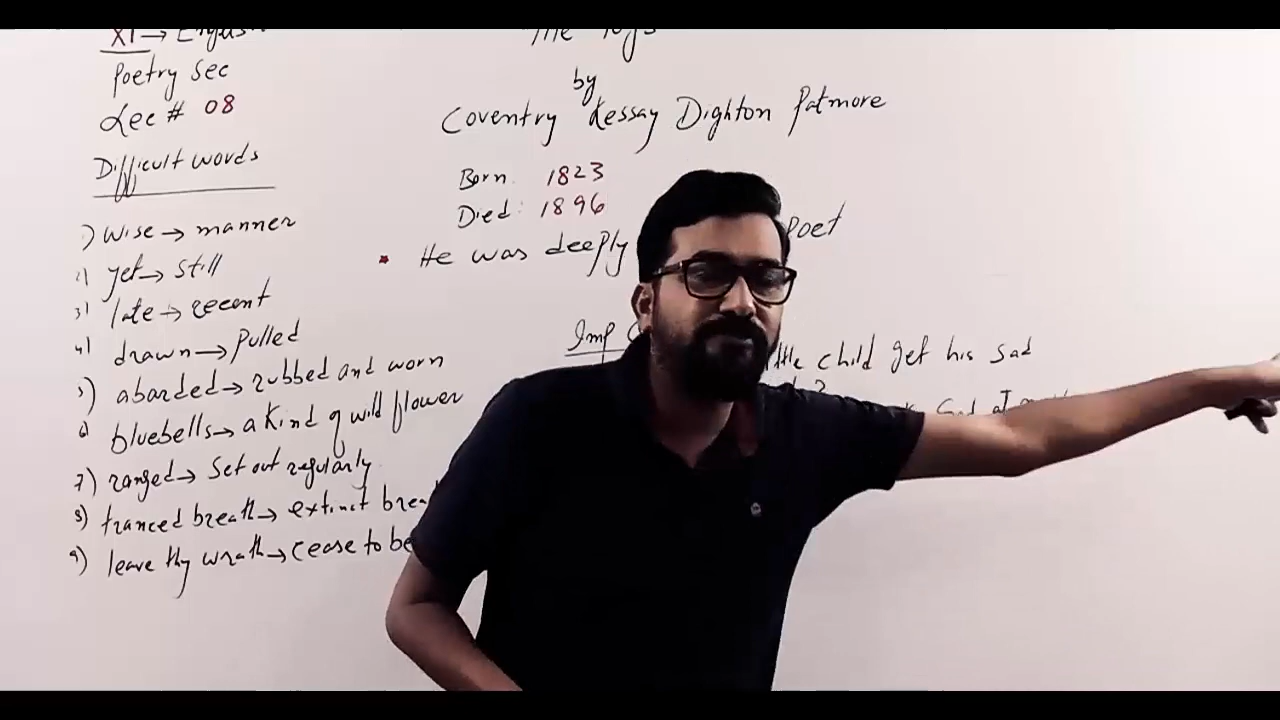 XI → English
Poetry Sec
Lec # 08
Difficult words
1) wise → manner
2) yet → still
3) late → recent
4) drawn → pulled
5) abarded → rubbed and worn
6) bluebells → a kind of wild flower
7) ranged → Set out regularly
8) tranced breath → extinct brea
9) leave thy wrath → cease to be
The Toys
by
Coventry Kessay Dighton Patmore
Born: 1823
Died: 1896
* He was deeply Poet
Imp
ttle child get his sad